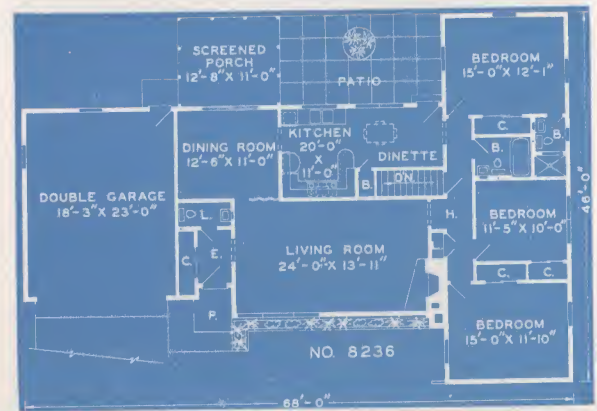 SCREENED
PORCH
12'-8" X 11'-0"
PATIO
BEDROOM
15'-0" X 12'-1"
C.
B.
B.
KITCHEN
20'-0"
X
11'-0"
DINETTE
DINING ROOM
12'-6" X 11'-0"
B.
DN.
DOUBLE GARAGE
18'-3" X 23'-0"
L.
C.
E.
LIVING ROOM
24'-0" X 13'-11"
H.
BEDROOM
11'-5" X 10'-0"
C.
C.
46'-0"
P.
BEDROOM
15'-0" X 11'-10"
NO. 8236
68'-0"